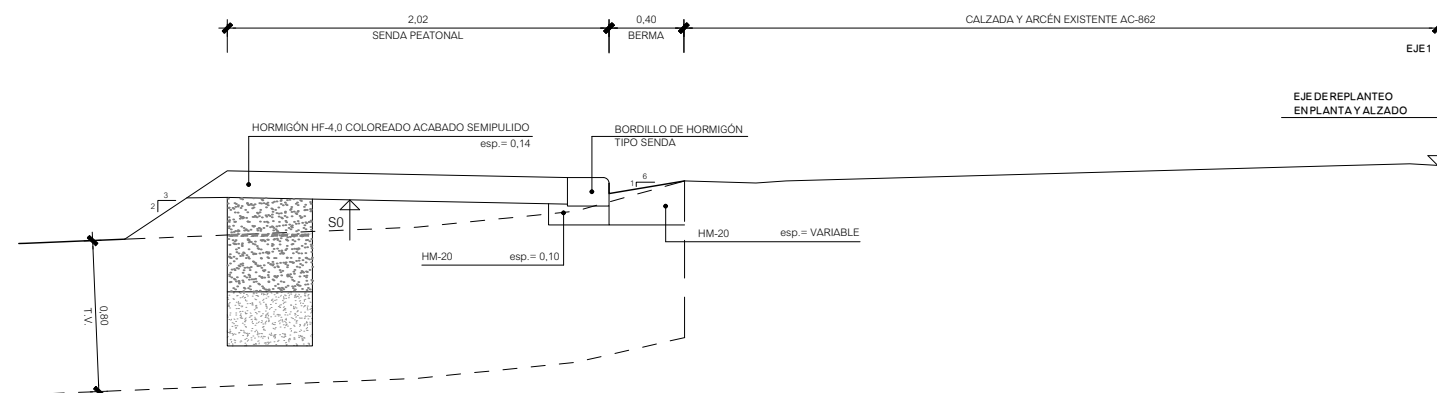 2,02
0,40
CALZADA Y ARCÉN EXISTENTE AC-862
SENDA PEATONAL
BERMA
EJE1
EJE DE REPLANTEO
EN PLANTA Y ALZADO
HORMIGÓN HF-4,0 COLOREADO ACABADO SEMIPULIDO
esp.= 0,14
BORDILLO DE HORMIGÓN
TIPO SENDA
1
6
2
3
S0
HM-20
esp.= VARIABLE
HM-20
esp.= 0,10
T.V.
0,80